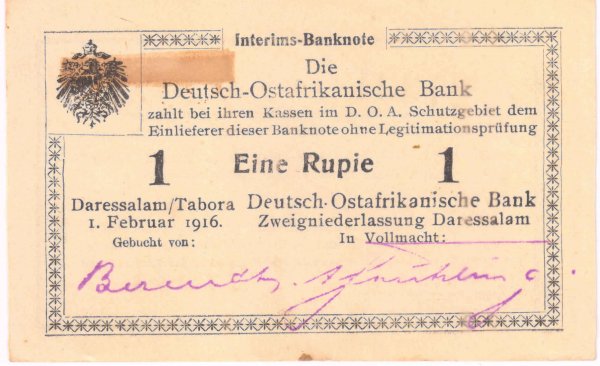 Interims-Banknote
Die
Deutsch-Ostafrikanische Bank
zahlt bei ihren Kassen im D. O. A. Schutzgebiet dem
Einlieferer dieser Banknote ohne Legitimationsprüfung
1 Eine Rupie 1
Daressalam/Tabora
1. Februar 1916.
Gebucht von:
Deutsch-Ostafrikanische Bank
Zweigniederlassung Daressalam
In Vollmacht: